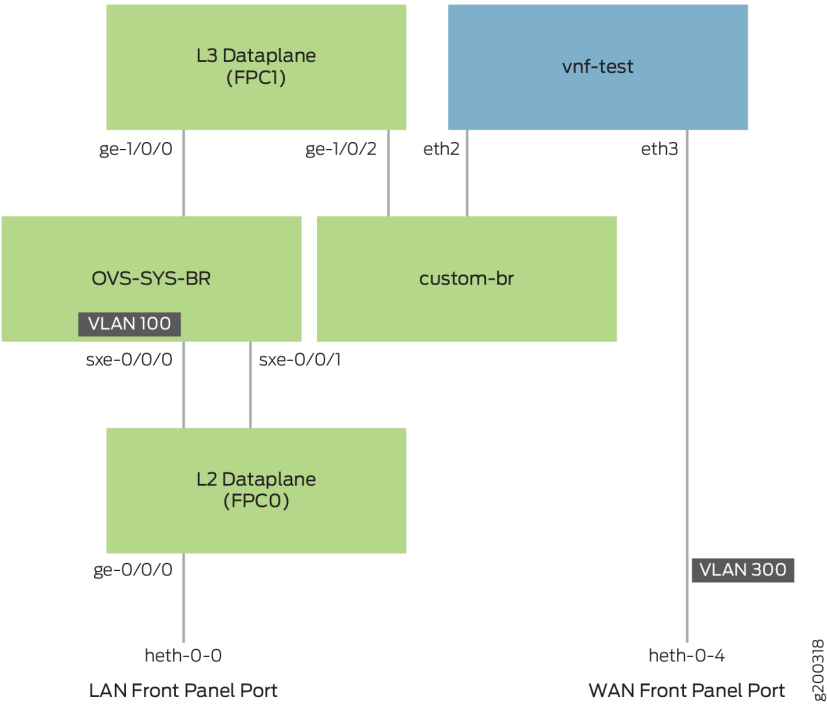 L3 Dataplane
(FPC1)
vnf-test
ge-1/0/0
ge-1/0/2
eth2
eth3
OVS-SYS-BR
custom-br
VLAN 100
sxe-0/0/0
sxe-0/0/1
L2 Dataplane
(FPC0)
ge-0/0/0
VLAN 300
heth-0-0
heth-0-4
LAN Front Panel Port
WAN Front Panel Port
g200318